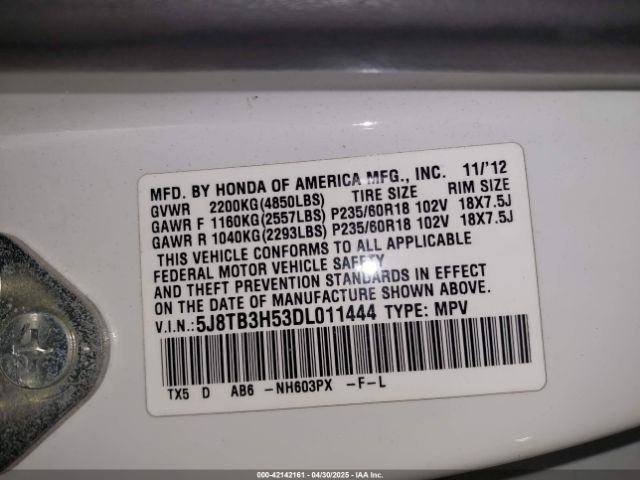 MFD. BY HONDA OF AMERICA MFG., INC. 11/'12
GVWR 2200KG(4850LBS) TIRE SIZE RIM SIZE
GAWR F 1160KG(2557LBS) P235/60R18 102V 18X7.5J
GAWR R 1040KG(2293LBS) P235/60R18 102V 18X7.5J
THIS VEHICLE CONFORMS TO ALL APPLICABLE
FEDERAL MOTOR VEHICLE SAFETY
AND THEFT PREVENTION STANDARDS IN EFFECT
ON THE DATE OF MANUFACTURE SHOWN ABOVE.
V.I.N.: 5J8TB3H53DL011444 TYPE: MPV
TX5 D AB6 -NH603PX -F-L
000-42142161 - 04/30/2025 - IAA Inc.